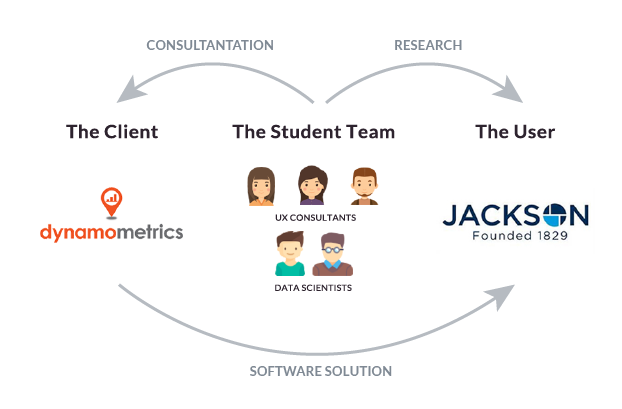 CONSULTANTATION
RESEARCH
The Client
The Student Team
The User
UX CONSULTANTS
dynamometrics
JACKSON
Founded 1829
DATA SCIENTISTS
SOFTWARE SOLUTION